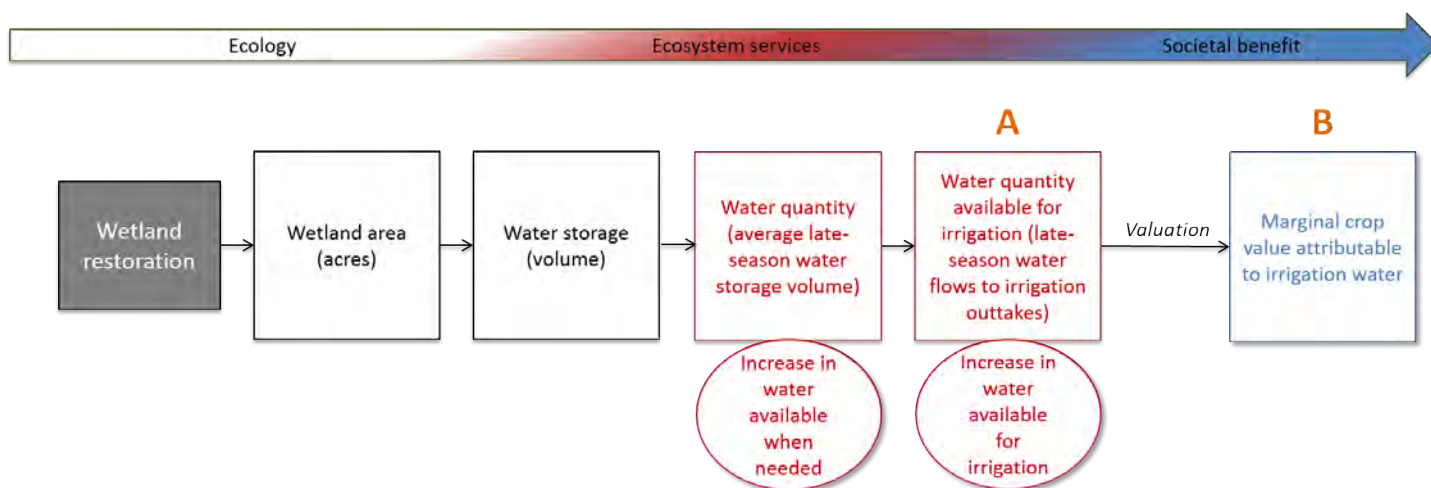 Ecology
Ecosystem services
Societal benefit
A
B
Wetland
restoration
Wetland area
(acres)
Water storage
(volume)
Water quantity
(average late-
season water
storage volume)
Water quantity
available for
irrigation (late-
season water
flows to irrigation
outtakes)
Valuation
Marginal crop
value attributable
to irrigation water
Increase in
water
available
when
needed
Increase in
water
available
for
irrigation